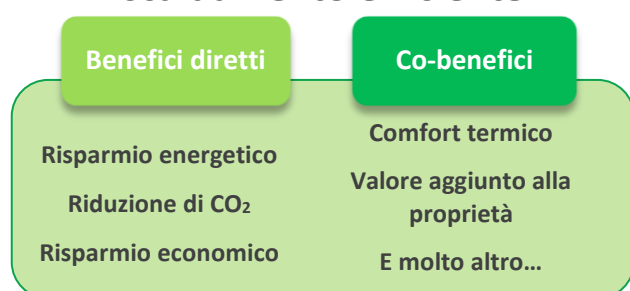 Benefici diretti
Risparmio energetico
Riduzione di CO₂
Risparmio economico
Co-benefici
Comfort termico
Valore aggiunto alla
proprietà
E molto altro…